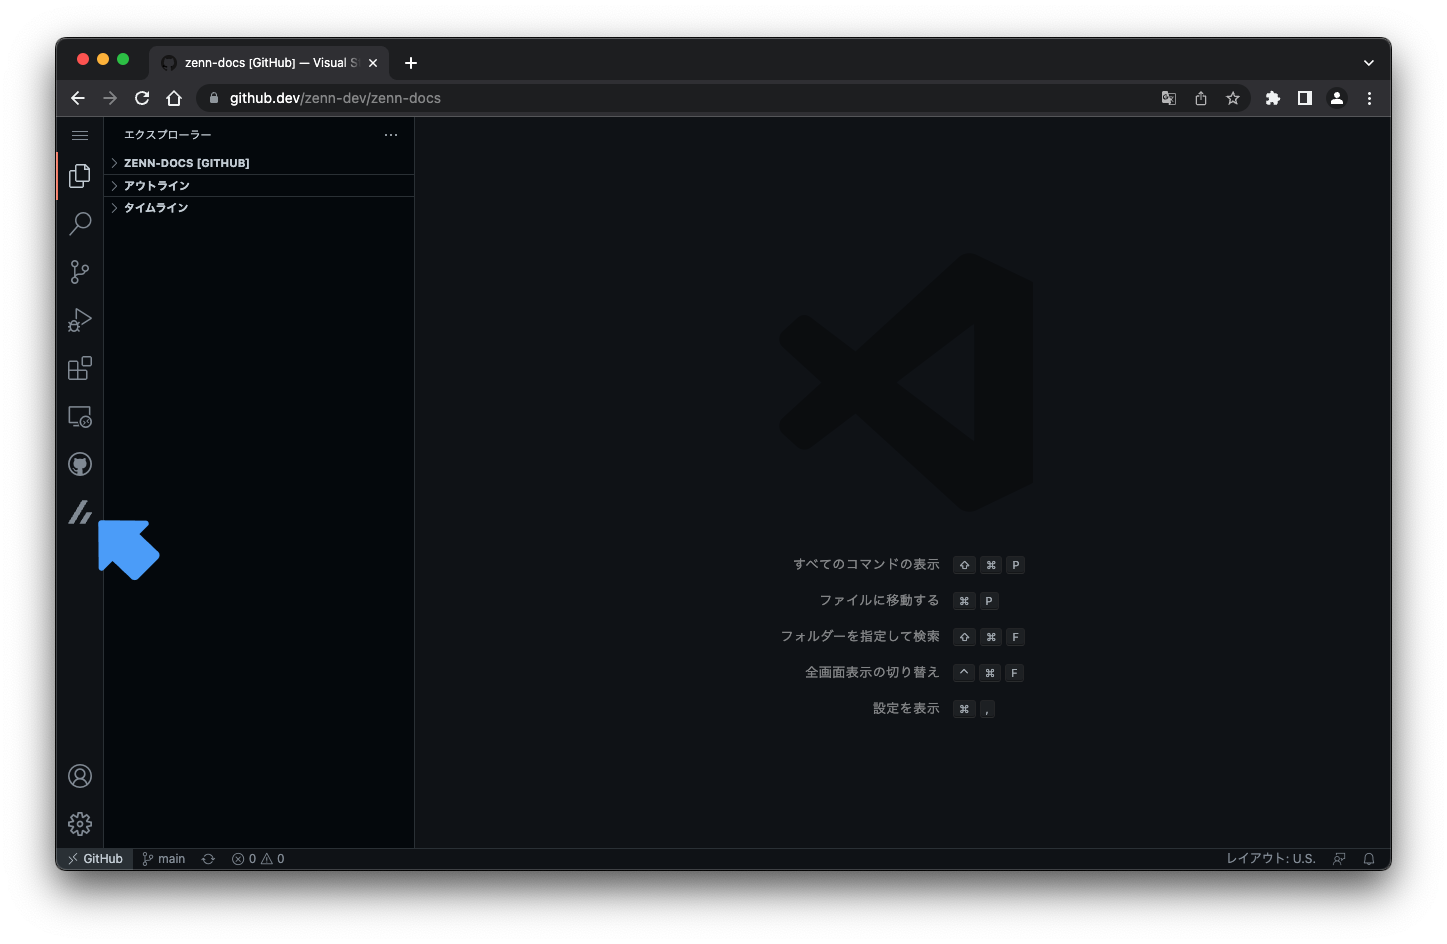 zenn-docs [GitHub] — Visual S
github.dev/zenn-dev/zenn-docs
エクスプローラー
ZENN-DOCS [GITHUB]
アウトライン
タイムライン
すべてのコマンドの表示 ⇧ ⌘ P
ファイルに移動する ⌘ P
フォルダーを指定して検索 ⇧ ⌘ F
全画面表示の切り替え ^ ⌘ F
設定を表示 ⌘ ,
GitHub main 0 0 レイアウト: U.S.